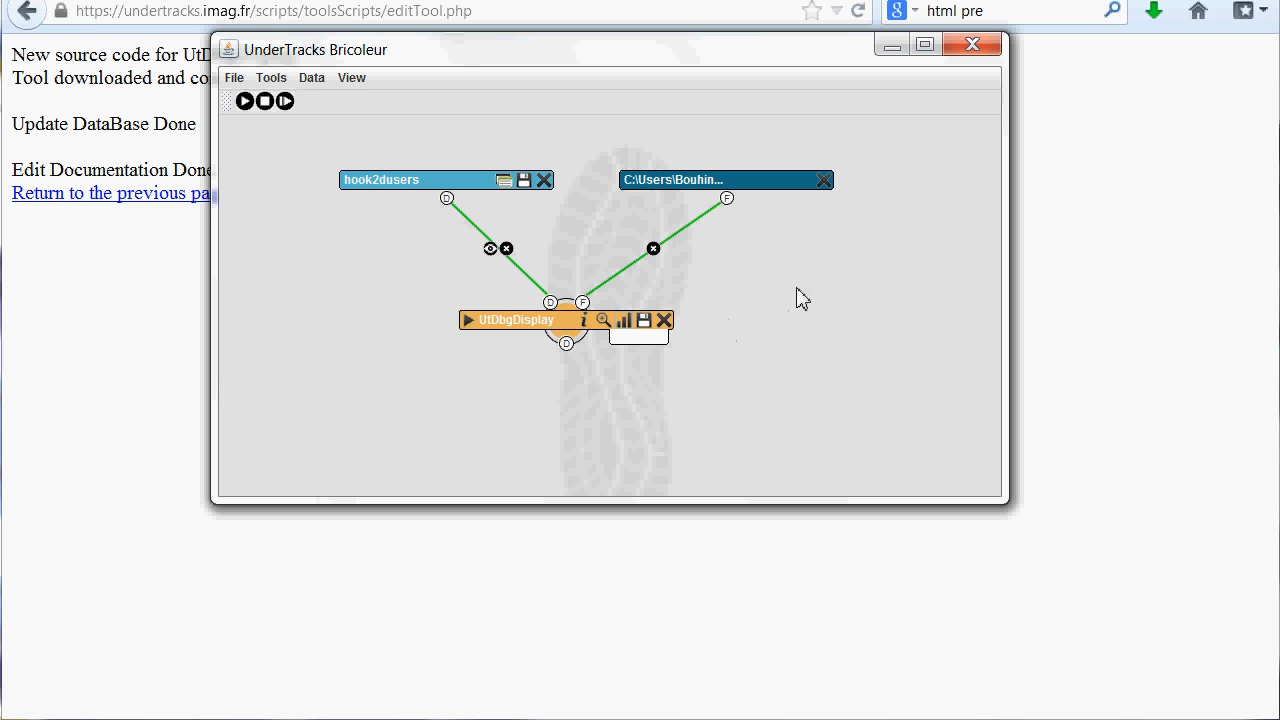 https://undertracks.imag.fr/scripts/toolsScripts/editTool.php
html pre
New source code for UtD
Tool downloaded and co
Update DataBase Done
Edit Documentation Done
Return to the previous pa
UnderTracks Bricoleur
File Tools Data View
hook2dusers
C:\Users\Bouhin...
D
F
D F
UtDbgDisplay
D